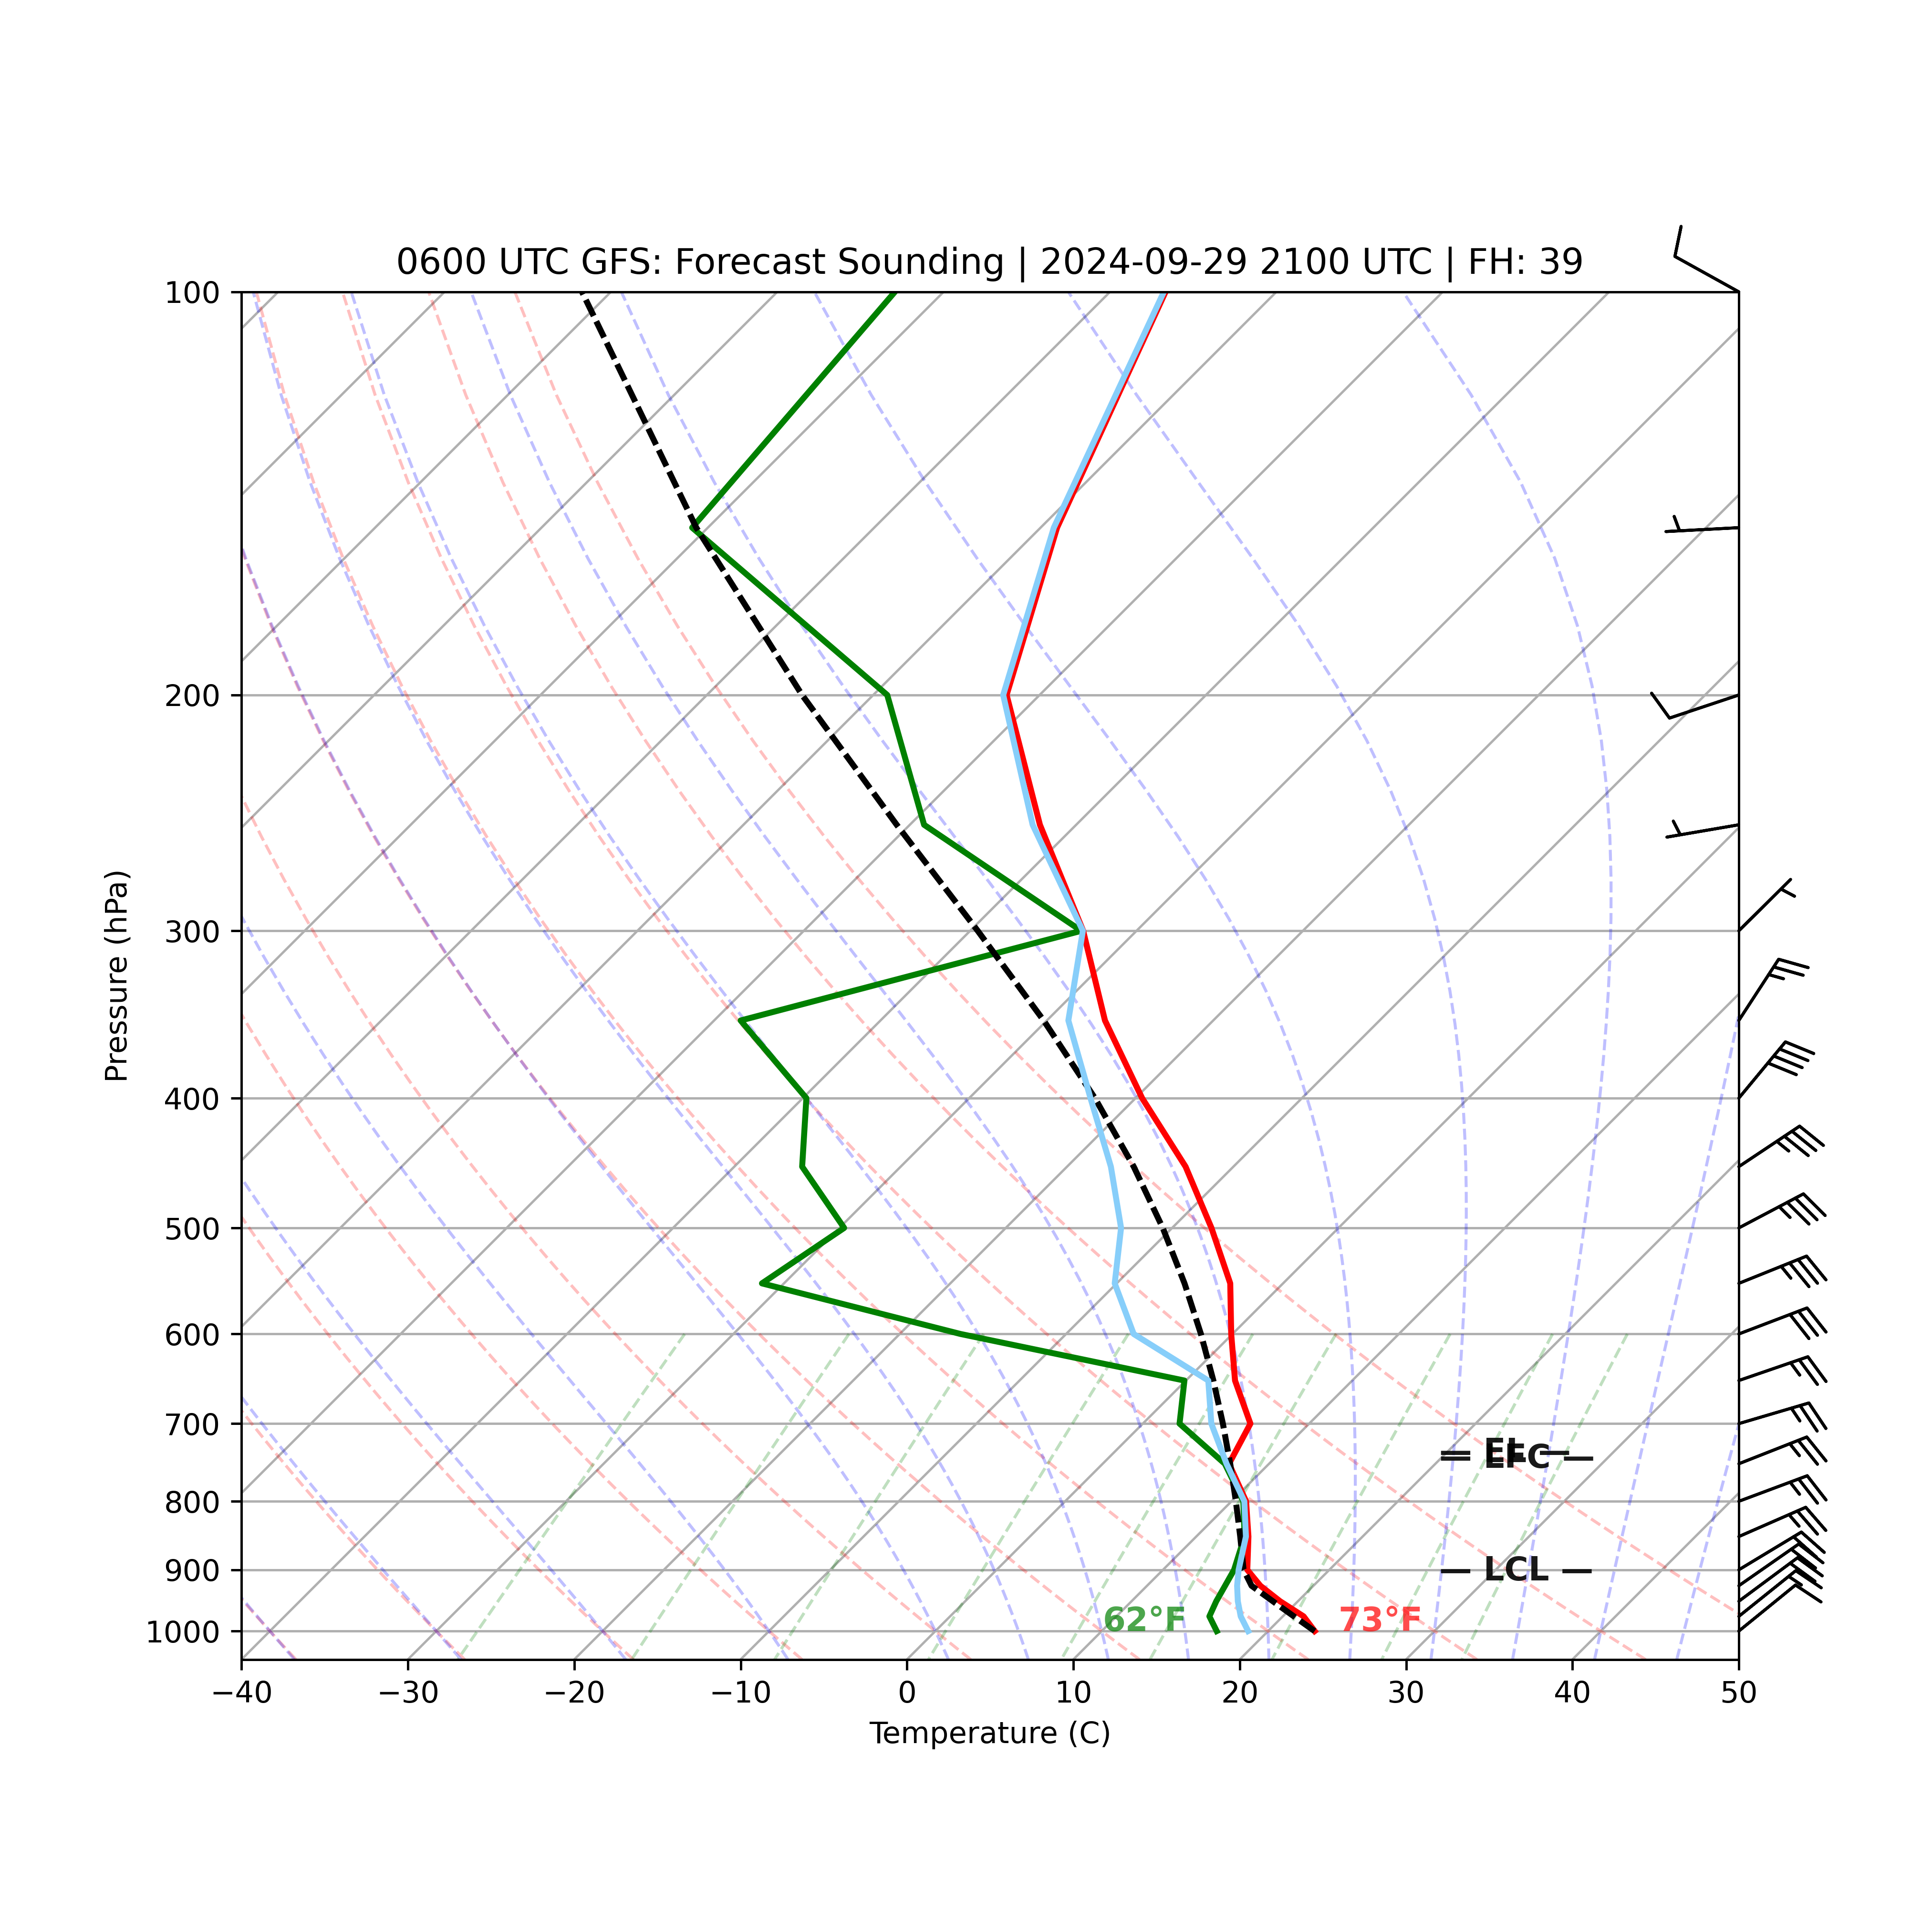 0600 UTC GFS: Forecast Sounding | 2024-09-29 2100 UTC | FH: 39
100
200
300
400
500
600
700
800
900
1000
Pressure (hPa)
— EL —
— LFC —
— LCL —
62°F
73°F
−40 −30 −20 −10 0 10 20 30 40 50
Temperature (C)